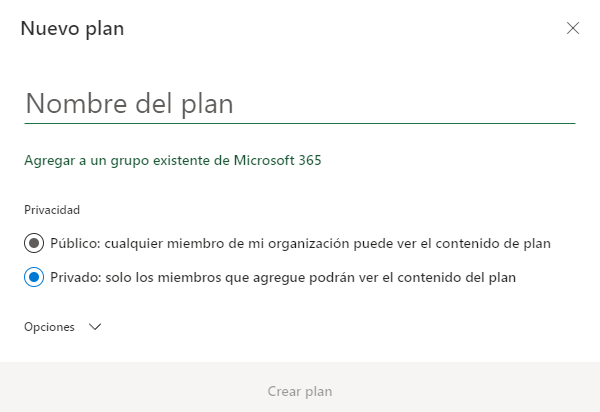 Nuevo plan
Nombre del plan
Agregar a un grupo existente de Microsoft 365
Privacidad
Público: cualquier miembro de mi organización puede ver el contenido de plan
Privado: solo los miembros que agregue podrán ver el contenido del plan
Opciones
Crear plan